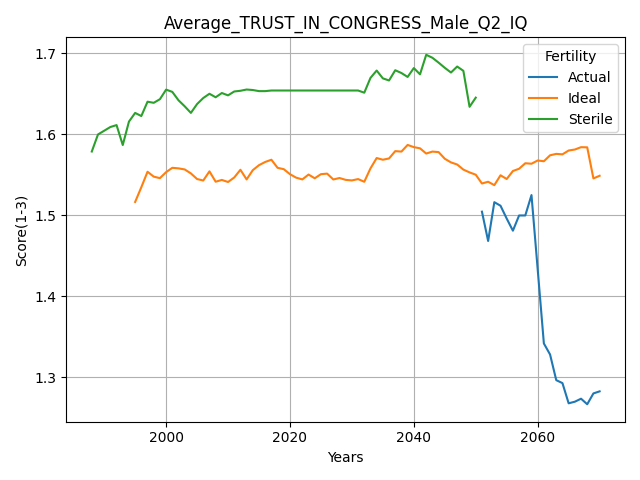 Average_TRUST_IN_CONGRESS_Male_Q2_IQ
Fertility
Actual
Ideal
Sterile
Score(1-3)
1.7
1.6
1.5
1.4
1.3
2000
2020
2040
2060
Years